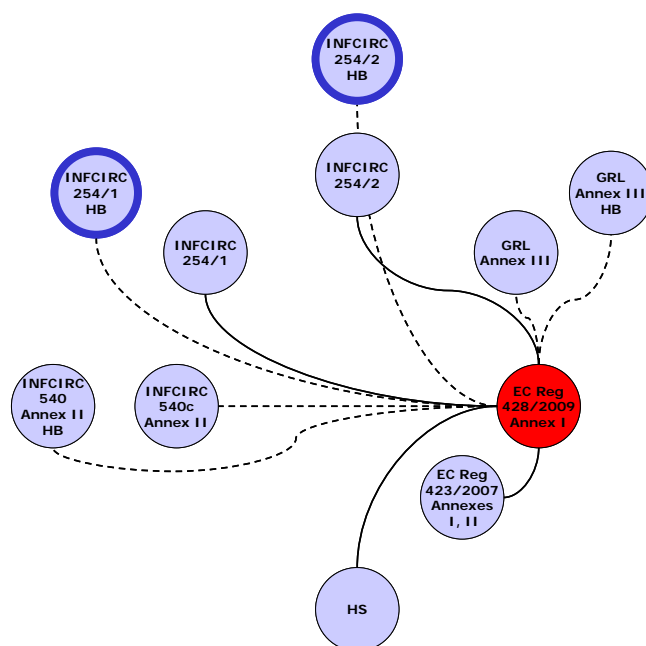 INFCIRC
254/2
HB
INFCIRC
254/2
INFCIRC
254/1
HB
GRL
Annex III
HB
INFCIRC
254/1
GRL
Annex III
INFCIRC
540
Annex II
HB
INFCIRC
540c
Annex II
EC Reg
428/2009
Annex I
EC Reg
423/2007
Annexes
I, II
HS